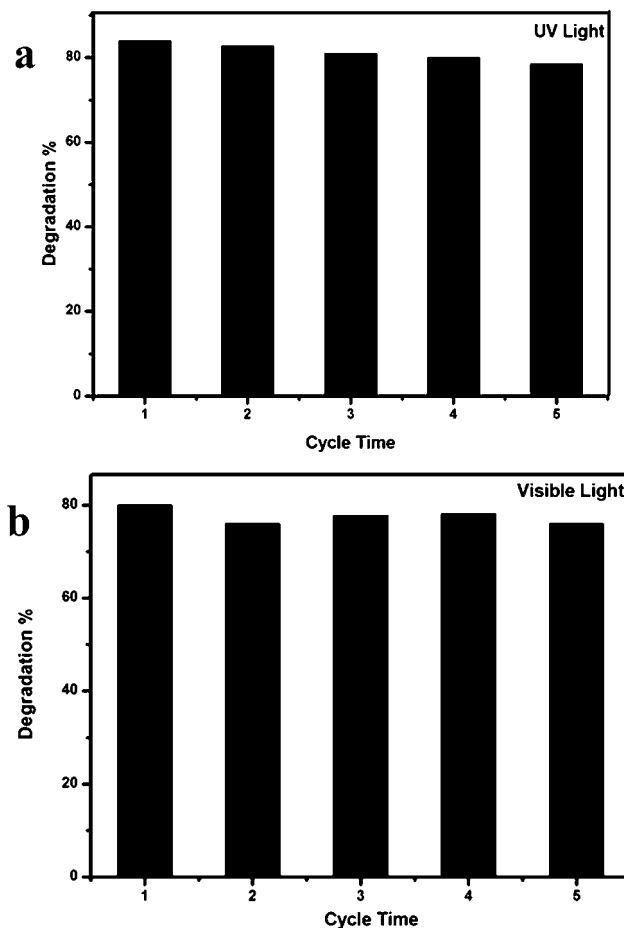 a
UV Light
80
60
40
20
0
Degradation %
1 2 3 4 5
Cycle Time
b
Visible Light
80
60
40
20
0
Degradation %
1 2 3 4 5
Cycle Time